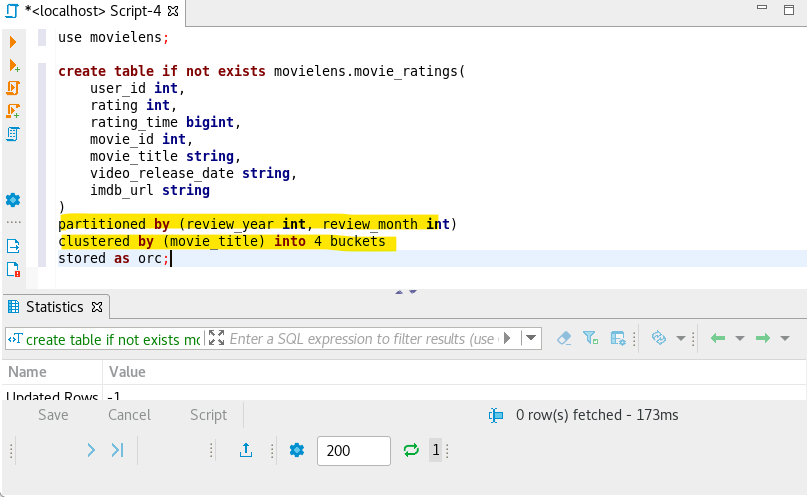 *<localhost> Script-4
use movielens;
create table if not exists movielens.movie_ratings(
user_id int,
rating int,
rating_time bigint,
movie_id int,
movie_title string,
video_release_date string,
imdb_url string
)
partitioned by (review_year int, review_month int)
clustered by (movie_title) into 4 buckets
stored as orc;
Statistics
T create table if not exists mo Enter a SQL expression to filter results (use
Name Value
Updated Rows -1
Save Cancel Script 0 row(s) fetched - 173ms
200 1